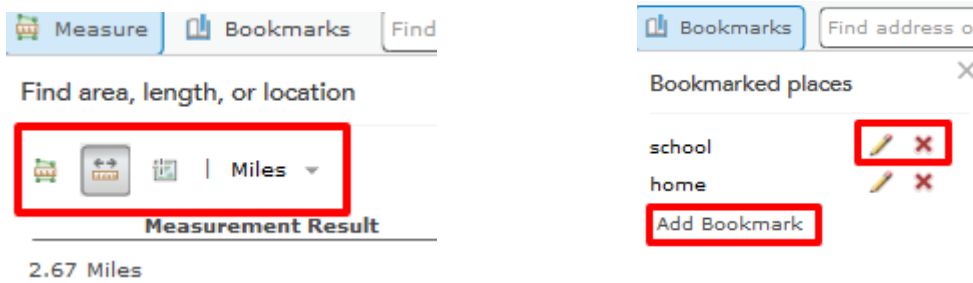 Measure Bookmarks Find
Find area, length, or location
| Miles
Measurement Result
2.67 Miles
Bookmarks Find address o
Bookmarked places
school
home
Add Bookmark